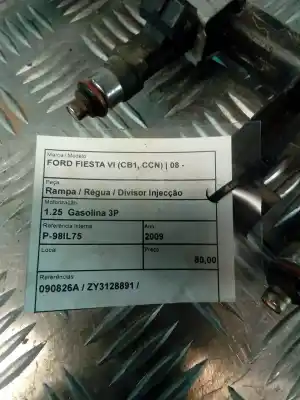 Marca / Modelo
FORD FIESTA VI (CB1, CCN) | 08 -
Peça
Rampa / Régua / Divisor Injecção
Motorização
1.25 Gasolina 3P
Referência Interna Ano
P-98IL75 2009
Local Preço
80,00
Referências
090826A / ZY3128891 /